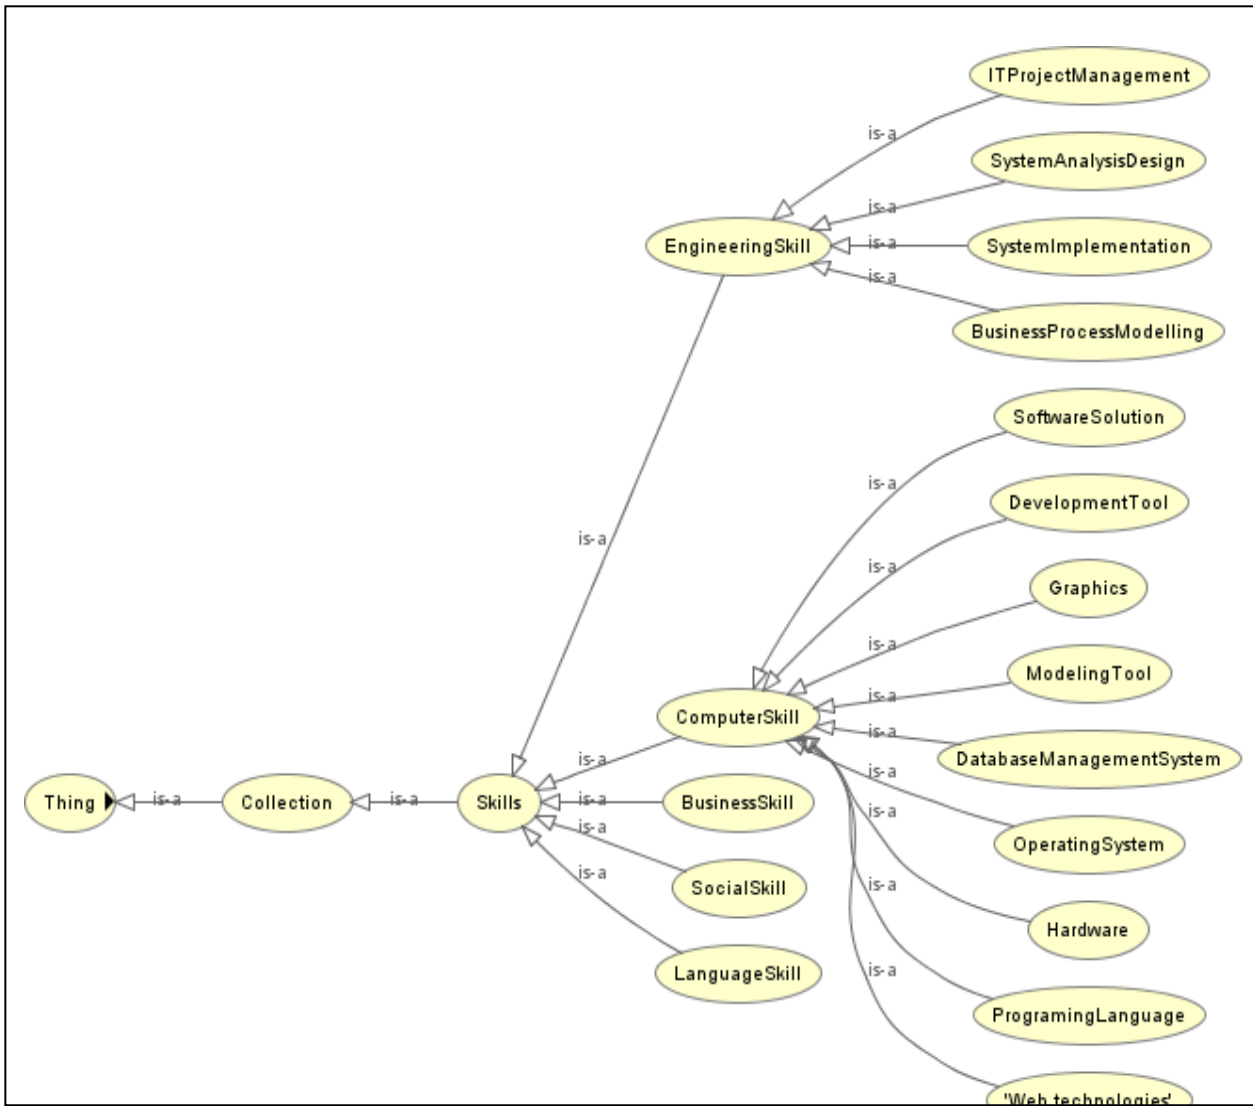 ITProjectManagement
is-a
SystemAnalysisDesign
is-a
EngineeringSkill
is-a
SystemImplementation
is-a
BusinessProcessModelling
SoftwareSolution
is-a
DevelopmentTool
is-a
is-a
Graphics
is-a
ModelingTool
is-a
ComputerSkill
is-a
DatabaseManagementSystem
is-a
is-a
Thing
is-a
Collection
is-a
Skills
is-a
BusinessSkill
is-a
is-a
OperatingSystem
is-a
SocialSkill
is-a
is-a
Hardware
LanguageSkill
is-a
ProgramingLanguage
'Web technologies'